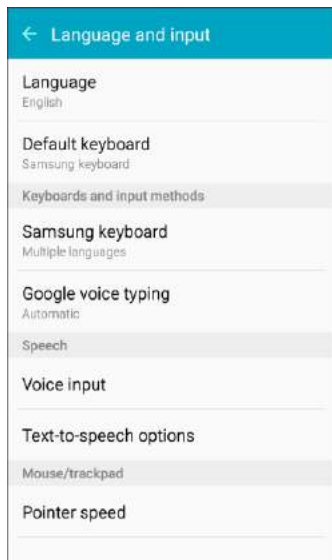 Language and input
Language
English
Default keyboard
Samsung keyboard
Keyboards and input methods
Samsung keyboard
Multiple languages
Google voice typing
Automatic
Speech
Voice input
Text-to-speech options
Mouse/trackpad
Pointer speed